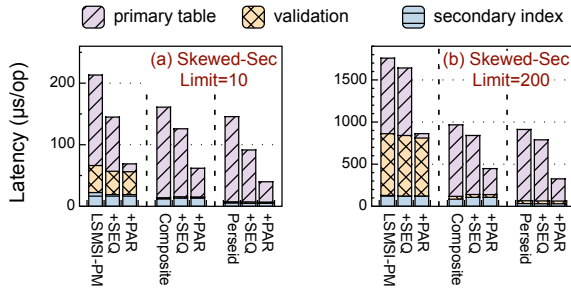 primary table
validation
secondary index
Latency (μs/op)
200
100
0
(a) Skewed-Sec
Limit=10
LSMSI-PM
+SEQ
+PAR
Composite
+SEQ
+PAR
Perseid
+SEQ
+PAR
1500
1000
500
0
(b) Skewed-Sec
Limit=200
LSMSI-PM
+SEQ
+PAR
Composite
+SEQ
+PAR
Perseid
+SEQ
+PAR